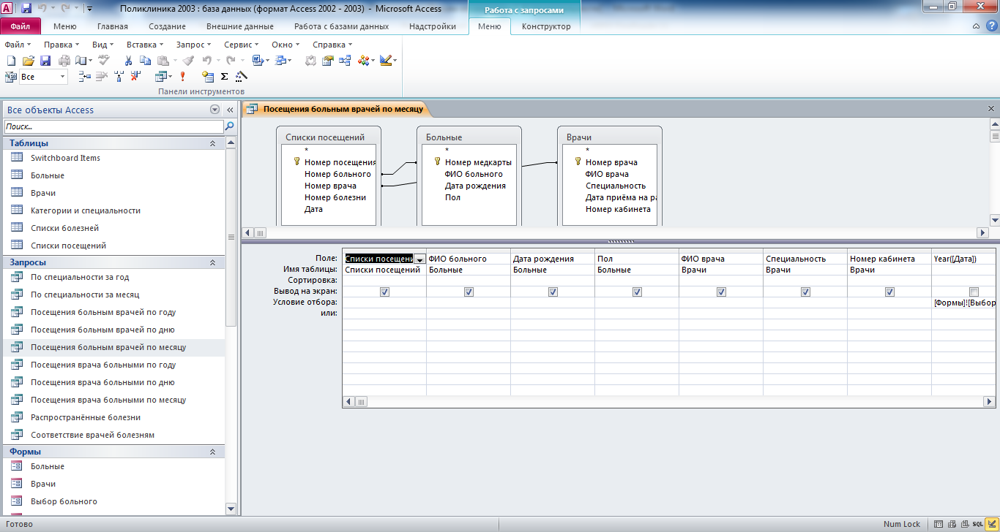 Поликлиника 2003 : база данных (формат Access 2002 - 2003) - Microsoft Access
Работа с запросами
Файл Меню Главная Создание Внешние данные Работа с базами данных Надстройки Меню Конструктор
Файл Правка Вид Вставка Запрос Сервис Окно Справка
Все
Панели инструментов
Все объекты Access
Поиск...
Таблицы
Switchboard Items
Больные
Врачи
Категории и специальности
Списки болезней
Списки посещений
Запросы
По специальности за год
По специальности за месяц
Посещения больным врачей по году
Посещения больным врачей по дню
Посещения больным врачей по месяцу
Посещения врача больными по году
Посещения врача больными по дню
Посещения врача больными по месяцу
Распространённые болезни
Соответствие врачей болезням
Формы
Больные
Врачи
Выбор больного
Посещения больным врачей по месяцу
Списки посещений
*
Номер посещения
Номер больного
Номер врача
Номер болезни
Дата
Больные
*
Номер медкарты
ФИО больного
Дата рождения
Пол
Врачи
*
Номер врача
ФИО врача
Специальность
Дата приёма на ра
Номер кабинета
Поле: Списки посещени ФИО больного Дата рождения Пол ФИО врача Специальность Номер кабинета Year([Дата])
Имя таблицы: Списки посещений Больные Больные Больные Врачи Врачи Врачи
Сортировка:
Вывод на экран:
Условие отбора: [Формы]![Выбор
или:
Готово
Num Lock
SQL